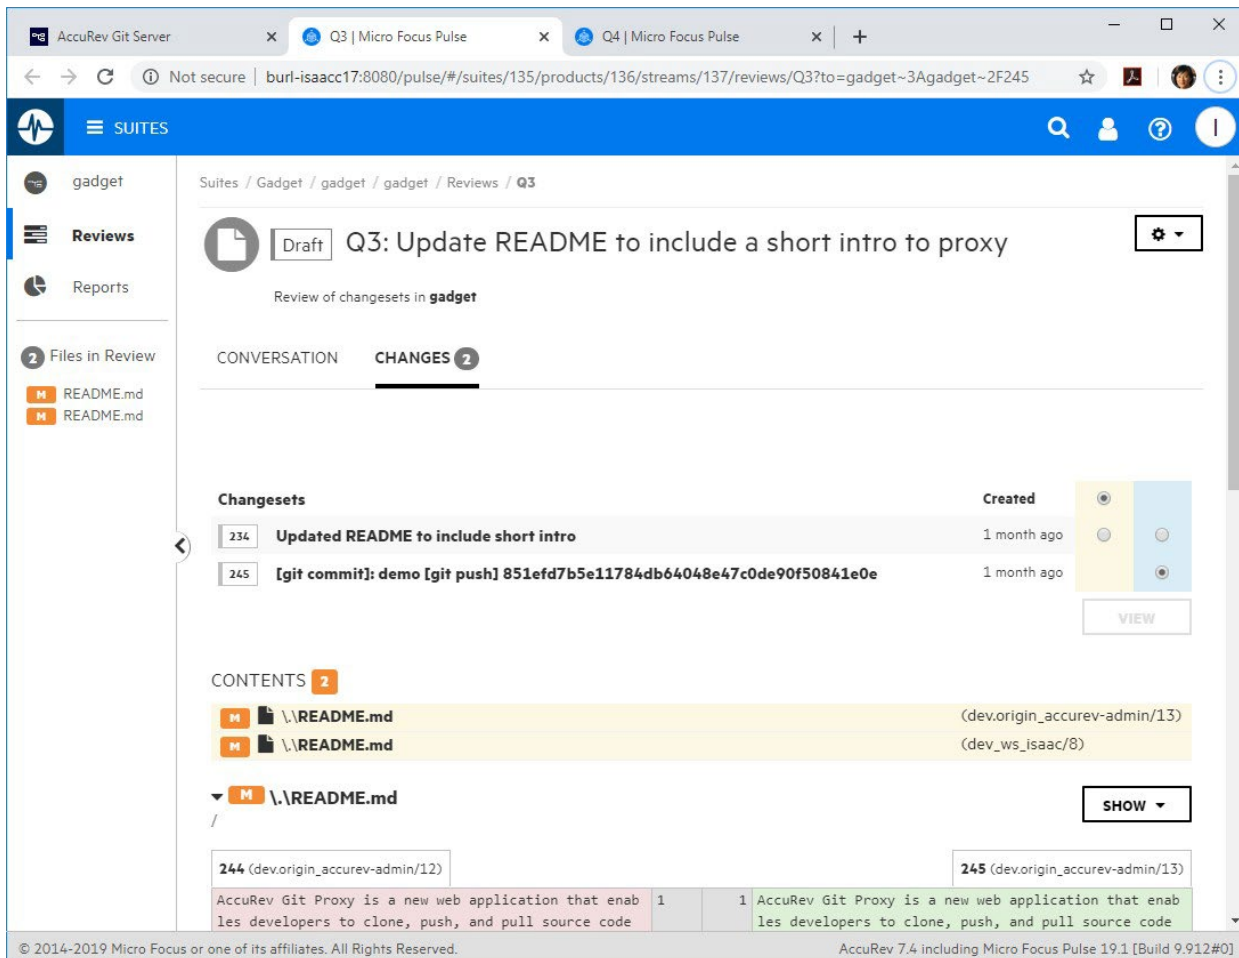 AccuRev Git Server
Q3 | Micro Focus Pulse
Q4 | Micro Focus Pulse
Not secure | burl-isaacc17:8080/pulse/#/suites/135/products/136/streams/137/reviews/Q3?to=gadget~3Agadget~2F245
SUITES
I
gadget
Reviews
Reports
2 Files in Review
M README.md
M README.md
Suites / Gadget / gadget / gadget / Reviews / Q3
Draft Q3: Update README to include a short intro to proxy
Review of changesets in gadget
CONVERSATION CHANGES 2
Changesets Created
234 Updated README to include short intro 1 month ago
245 [git commit]: demo [git push] 851efd7b5e11784db64048e47c0de90f50841e0e 1 month ago
VIEW
CONTENTS 2
M \.\README.md (dev.origin_accurev-admin/13)
M \.\README.md (dev_ws_isaac/8)
M \.\README.md SHOW
/
244 (dev.origin_accurev-admin/12) 245 (dev.origin_accurev-admin/13)
AccuRev Git Proxy is a new web application that enab 1 1 AccuRev Git Proxy is a new web application that enab
les developers to clone, push, and pull source code les developers to clone, push, and pull source code
© 2014-2019 Micro Focus or one of its affiliates. All Rights Reserved. AccuRev 7.4 including Micro Focus Pulse 19.1 [Build 9.912#0]